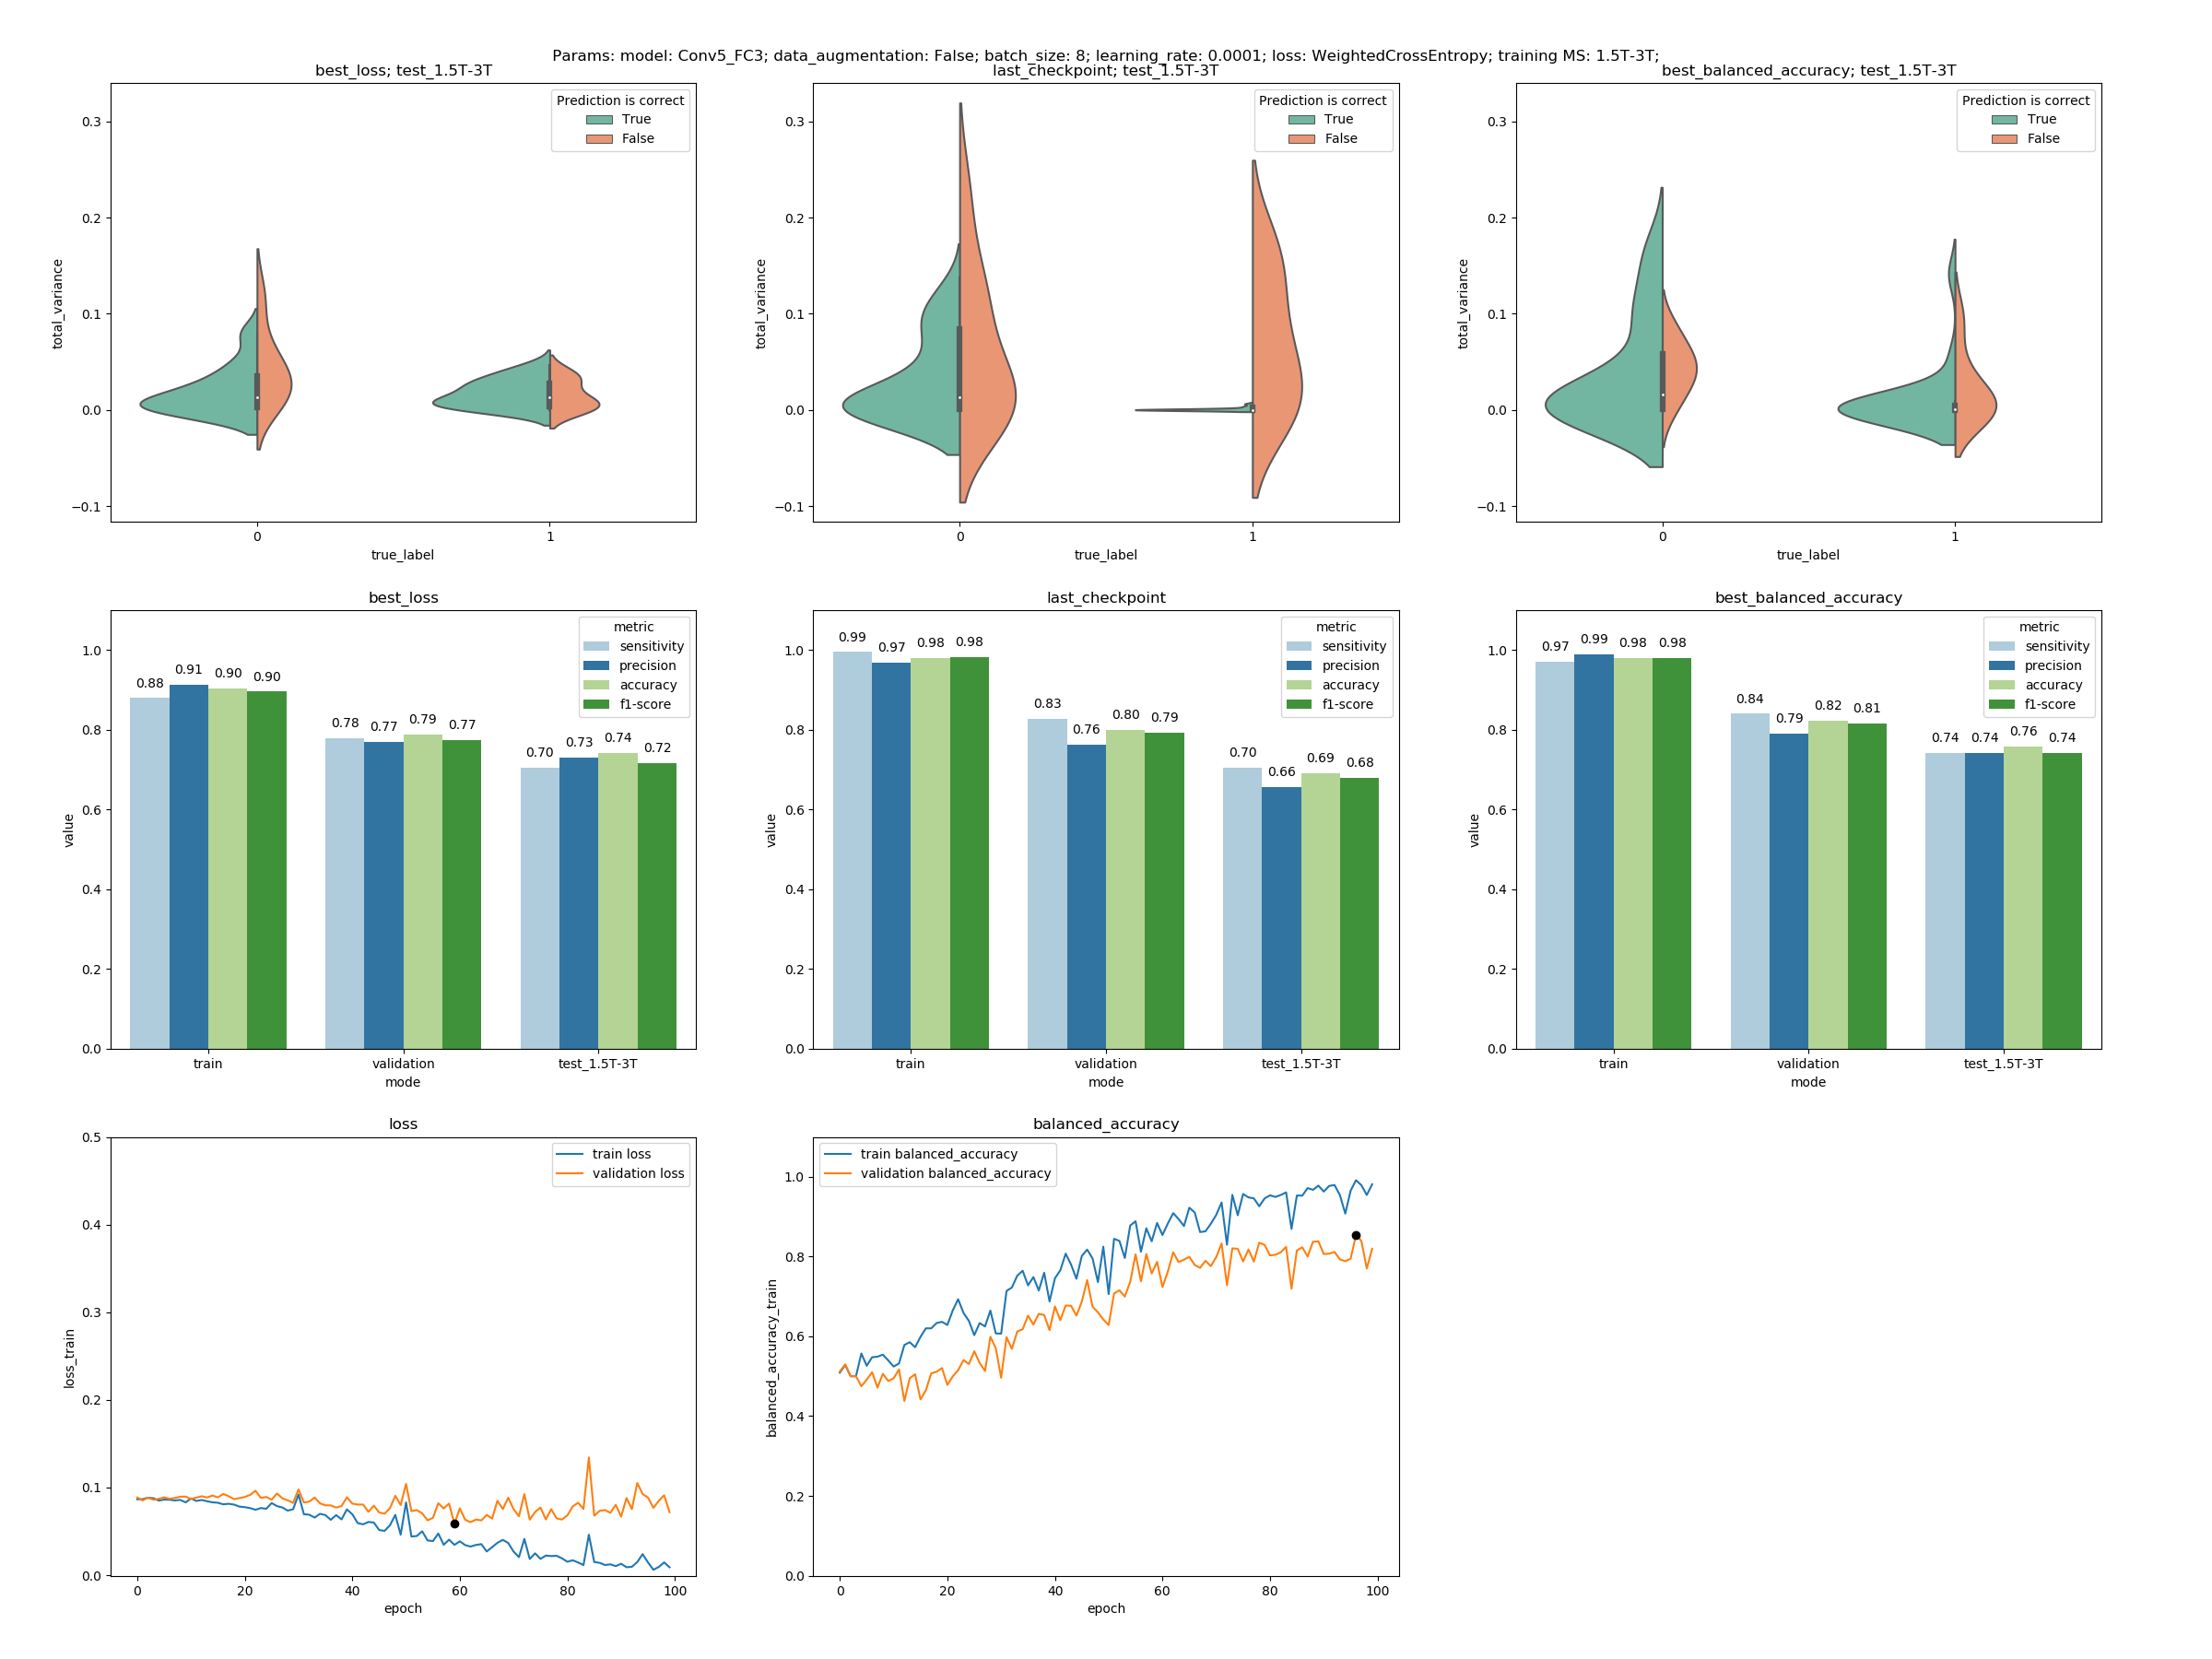 Params: model: Conv5_FC3; data_augmentation: False; batch_size: 8; learning_rate: 0.0001; loss: WeightedCrossEntropy; training MS: 1.5T-3T;
best_loss; test_1.5T-3T
Prediction is correct
True
False
0.3
0.2
0.1
0.0
−0.1
total_variance
0
1
true_label
last_checkpoint; test_1.5T-3T
Prediction is correct
True
False
0.3
0.2
0.1
0.0
−0.1
total_variance
0
1
true_label
best_balanced_accuracy; test_1.5T-3T
Prediction is correct
True
False
0.3
0.2
0.1
0.0
−0.1
total_variance
0
1
true_label
best_loss
metric
sensitivity
precision
accuracy
f1-score
0.88 0.91 0.90 0.90
0.78 0.77 0.79 0.77
0.70 0.73 0.74 0.72
1.0
0.8
0.6
0.4
0.2
0.0
value
train validation test_1.5T-3T
mode
last_checkpoint
metric
sensitivity
precision
accuracy
f1-score
0.99 0.97 0.98 0.98
0.83 0.76 0.80 0.79
0.70 0.66 0.69 0.68
1.0
0.8
0.6
0.4
0.2
0.0
value
train validation test_1.5T-3T
mode
best_balanced_accuracy
metric
sensitivity
precision
accuracy
f1-score
0.97 0.99 0.98 0.98
0.84 0.79 0.82 0.81
0.74 0.74 0.76 0.74
1.0
0.8
0.6
0.4
0.2
0.0
value
train validation test_1.5T-3T
mode
loss
train loss
validation loss
0.5
0.4
0.3
0.2
0.1
0.0
loss_train
0 20 40 60 80 100
epoch
balanced_accuracy
train balanced_accuracy
validation balanced_accuracy
1.0
0.8
0.6
0.4
0.2
0.0
balanced_accuracy_train
0 20 40 60 80 100
epoch